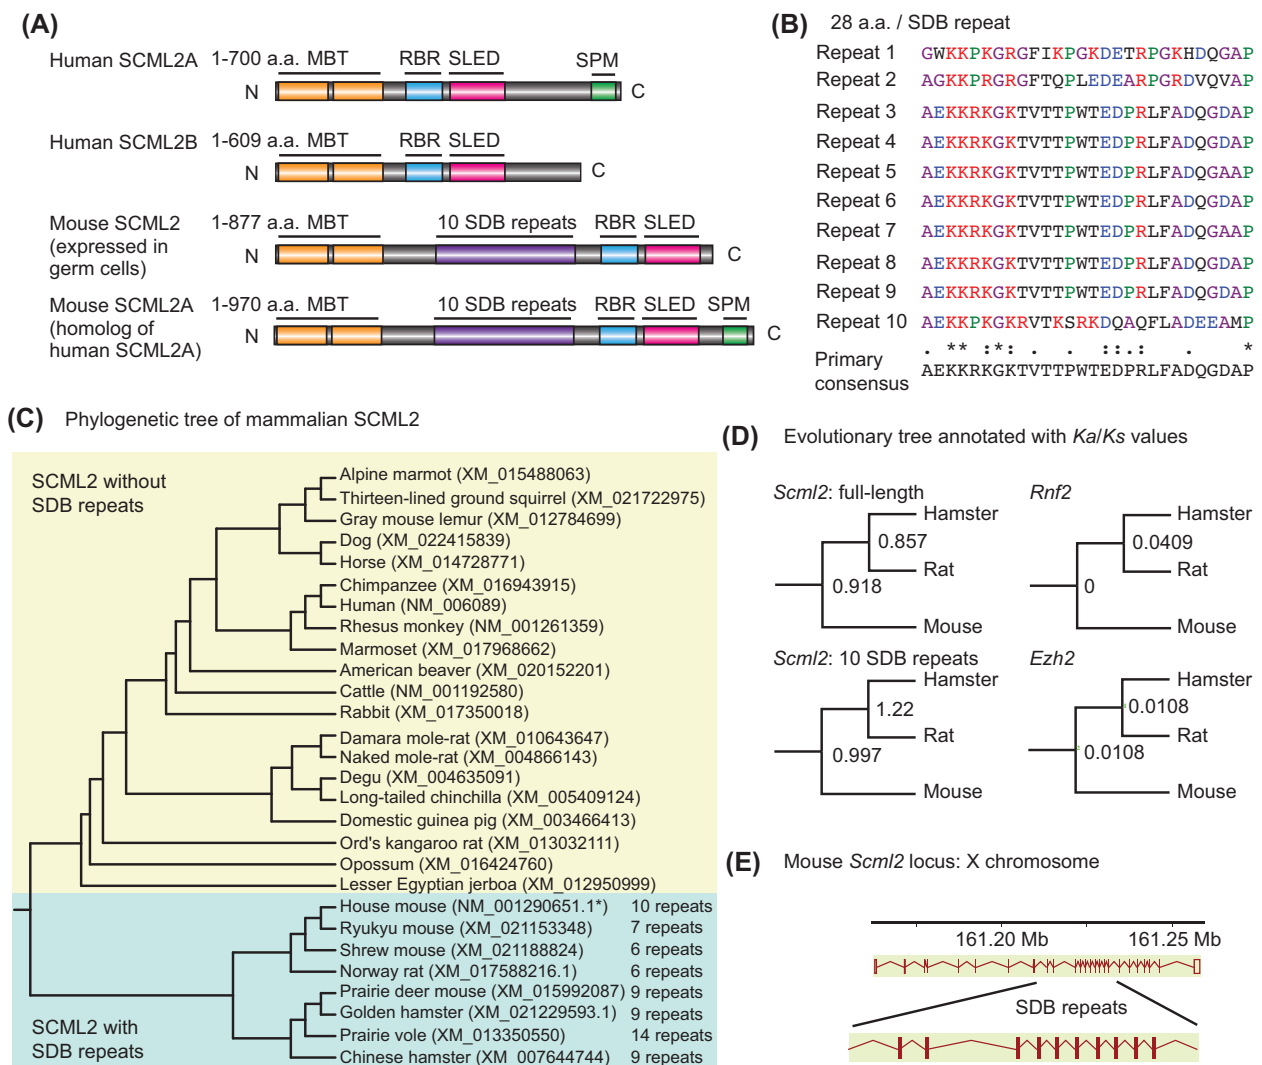 (A)
Human SCML2A 1-700 a.a. MBT RBR SLED SPM
N C
Human SCML2B 1-609 a.a. MBT RBR SLED
N C
Mouse SCML2 1-877 a.a. MBT 10 SDB repeats RBR SLED
(expressed in
germ cells)
N C
Mouse SCML2A 1-970 a.a. MBT 10 SDB repeats RBR SLED SPM
(homolog of
human SCML2A)
N C
(B) 28 a.a. / SDB repeat
Repeat 1 GWKKPKGRGFIKPGKDETRPGKHDQGAP
Repeat 2 AGKKPRGRGFTQPLEDEARPGRDVQVAP
Repeat 3 AEKKRKGKTVTTPWTEDPRLFADQGDAP
Repeat 4 AEKKRKGKTVTTPWTEDPRLFADQGDAP
Repeat 5 AEKKRKGKTVTTPWTEDPRLFADQGAAP
Repeat 6 AEKKRKGKTVTTPWTEDPRLFADQGDAP
Repeat 7 AEKKRKGKTVTTPWTEDPRLFADQGAAP
Repeat 8 AEKKRKGKTVTTPWTEDPRLFADQGDAP
Repeat 9 AEKKRKGKTVTTPWTEDPRLFADQGDAP
Repeat 10 AEKKPKGKRVTKSRKDQAQFLADEEAMP
. ** :*: . . ::.: . *
Primary
consensus AEKKRKGKTVTTPWTEDPRLFADQGDAP
(C) Phylogenetic tree of mammalian SCML2
SCML2 without
SDB repeats
Alpine marmot (XM_015488063)
Thirteen-lined ground squirrel (XM_021722975)
Gray mouse lemur (XM_012784699)
Dog (XM_022415839)
Horse (XM_014728771)
Chimpanzee (XM_016943915)
Human (NM_006089)
Rhesus monkey (NM_001261359)
Marmoset (XM_017968662)
American beaver (XM_020152201)
Cattle (NM_001192580)
Rabbit (XM_017350018)
Damara mole-rat (XM_010643647)
Naked mole-rat (XM_004866143)
Degu (XM_004635091)
Long-tailed chinchilla (XM_005409124)
Domestic guinea pig (XM_003466413)
Ord's kangaroo rat (XM_013032111)
Opossum (XM_016424760)
Lesser Egyptian jerboa (XM_012950999)
House mouse (NM_001290651.1*) 10 repeats
Ryukyu mouse (XM_021153348) 7 repeats
Shrew mouse (XM_021188824) 6 repeats
Norway rat (XM_017588216.1) 6 repeats
Prairie deer mouse (XM_015992087) 9 repeats
Golden hamster (XM_021229593.1) 9 repeats
Prairie vole (XM_013350550) 14 repeats
Chinese hamster (XM_007644744) 9 repeats
SCML2 with
SDB repeats
(D) Evolutionary tree annotated with Ka/Ks values
Scml2: full-length
Hamster
0.857
Rat
0.918
Mouse
Rnf2
Hamster
0.0409
Rat
0
Mouse
Scml2: 10 SDB repeats
Hamster
1.22
Rat
0.997
Mouse
Ezh2
Hamster
0.0108
Rat
0.0108
Mouse
(E) Mouse Scml2 locus: X chromosome
161.20 Mb 161.25 Mb
SDB repeats